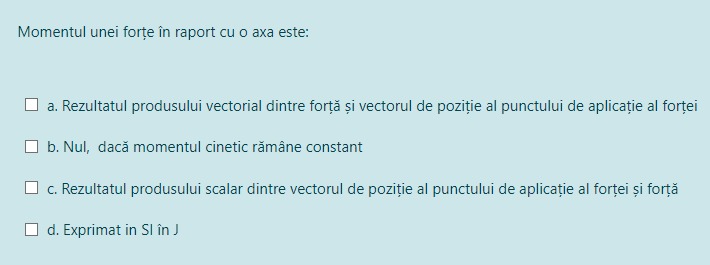 Momentul unei forțe în raport cu o axa este:
a. Rezultatul produsului vectorial dintre forță și vectorul de poziție al punctului de aplicație al forței
b. Nul, dacă momentul cinetic rămâne constant
c. Rezultatul produsului scalar dintre vectorul de poziție al punctului de aplicație al forței și forță
d. Exprimat in SI în J